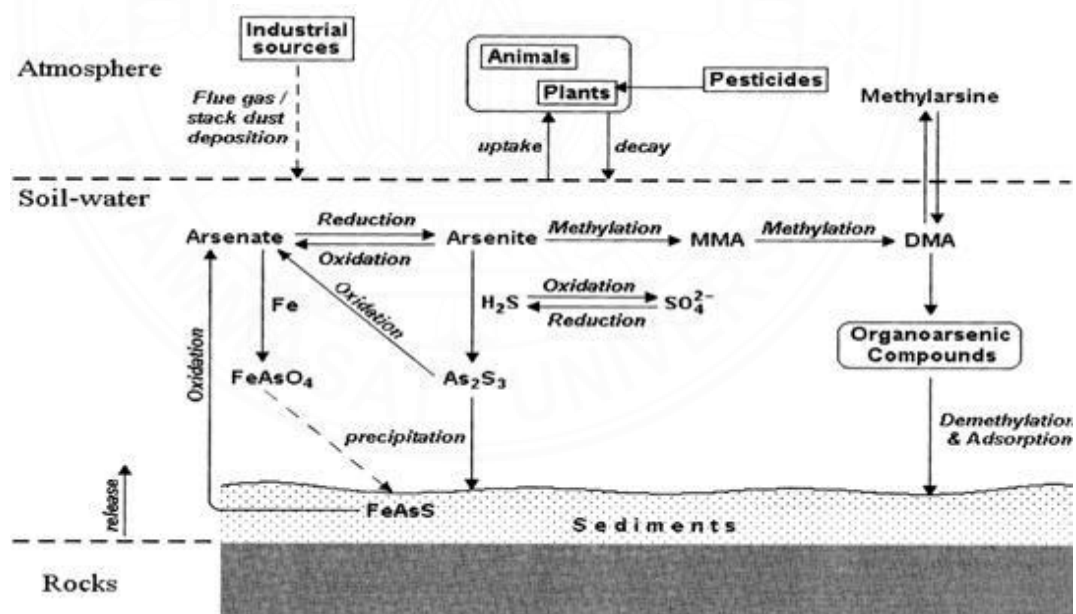 Industrial
sources
Atmosphere
Animals
Plants
Pesticides
Methylarsine
Flue gas /
stack dust
deposition
uptake
decay
Soil-water
Arsenate
Reduction
Oxidation
Arsenite
Methylation
MMA
Methylation
DMA
Fe
Oxidation
H₂S
Oxidation
Reduction
SO₄²⁻
Organoarsenic
Compounds
Oxidation
FeAsO₄
As₂S₃
precipitation
Demethylation
& Adsorption
release
FeAsS
Sediments
Rocks